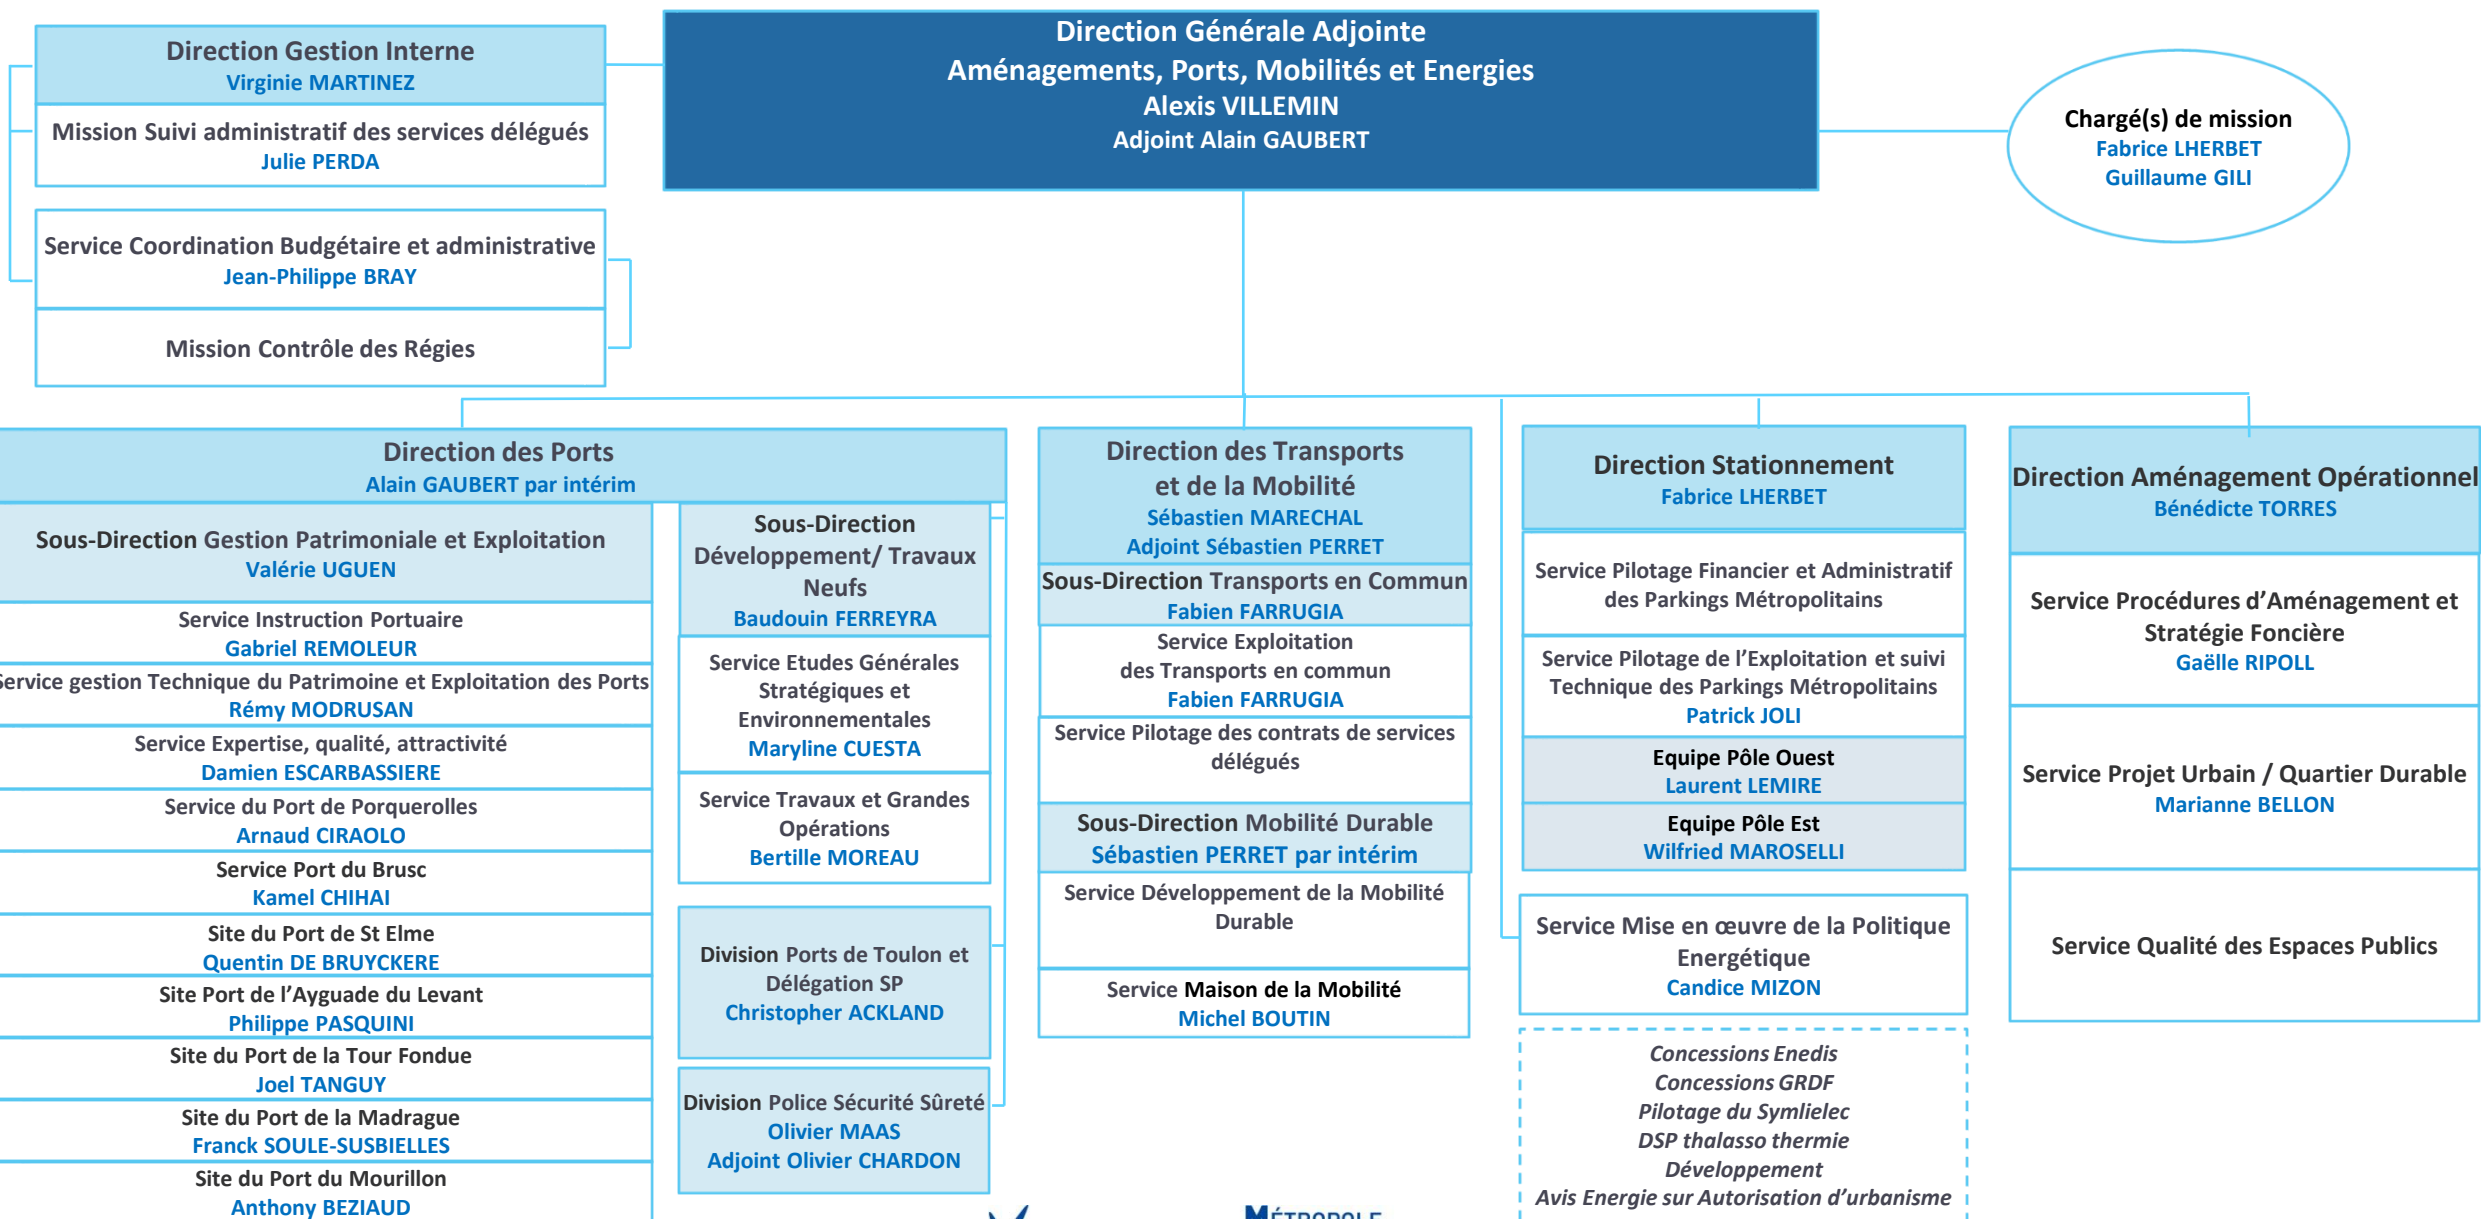 Direction Générale Adjointe
Aménagements, Ports, Mobilités et Energies
Alexis VILLEMIN
Adjoint Alain GAUBERT
Direction Gestion Interne
Virginie MARTINEZ
Mission Suivi administratif des services délégués
Julie PERDA
Service Coordination Budgétaire et administrative
Jean-Philippe BRAY
Mission Contrôle des Régies
Chargé(s) de mission
Fabrice LHERBET
Guillaume GILI
Direction des Ports
Alain GAUBERT par intérim
Sous-Direction Gestion Patrimoniale et Exploitation
Valérie UGUEN
Service Instruction Portuaire
Gabriel REMOLEUR
Service gestion Technique du Patrimoine et Exploitation des Ports
Rémy MODRUSAN
Service Expertise, qualité, attractivité
Damien ESCARBASSIERE
Service du Port de Porquerolles
Arnaud CIRAOLO
Service Port du Brusc
Kamel CHIHAI
Site du Port de St Elme
Quentin DE BRUYCKERE
Site Port de l'Ayguade du Levant
Philippe PASQUINI
Site du Port de la Tour Fondue
Joel TANGUY
Site du Port de la Madrague
Franck SOULE-SUSBIELLES
Site du Port du Mourillon
Anthony BEZIAUD
Sous-Direction
Développement/ Travaux
Neufs
Baudouin FERREYRA
Service Etudes Générales
Stratégiques et
Environnementales
Maryline CUESTA
Service Travaux et Grandes
Opérations
Bertille MOREAU
Division Ports de Toulon et
Délégation SP
Christopher ACKLAND
Division Police Sécurité Sûreté
Olivier MAAS
Adjoint Olivier CHARDON
Direction des Transports
et de la Mobilité
Sébastien MARECHAL
Adjoint Sébastien PERRET
Sous-Direction Transports en Commun
Fabien FARRUGIA
Service Exploitation
des Transports en commun
Fabien FARRUGIA
Service Pilotage des contrats de services
délégués
Sous-Direction Mobilité Durable
Sébastien PERRET par intérim
Service Développement de la Mobilité
Durable
Service Maison de la Mobilité
Michel BOUTIN
Direction Stationnement
Fabrice LHERBET
Service Pilotage Financier et Administratif
des Parkings Métropolitains
Service Pilotage de l'Exploitation et suivi
Technique des Parkings Métropolitains
Patrick JOLI
Equipe Pôle Ouest
Laurent LEMIRE
Equipe Pôle Est
Wilfried MAROSELLI
Service Mise en œuvre de la Politique
Energétique
Candice MIZON
Concessions Enedis
Concessions GRDF
Pilotage du Symlielec
DSP thalasso thermie
Développement
Avis Energie sur Autorisation d'urbanisme
Direction Aménagement Opérationnel
Bénédicte TORRES
Service Procédures d'Aménagement et
Stratégie Foncière
Gaëlle RIPOLL
Service Projet Urbain / Quartier Durable
Marianne BELLON
Service Qualité des Espaces Publics
MÉTROPOLE